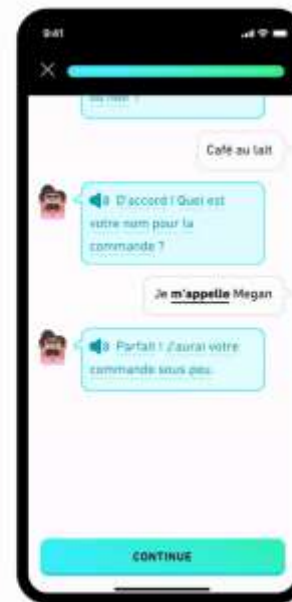 9:41
Café au lait
D'accord ! Quel est
votre nom pour la
commande ?
Je m'appelle Megan
Parfait ! J'aurai votre
commande sous peu.
CONTINUE